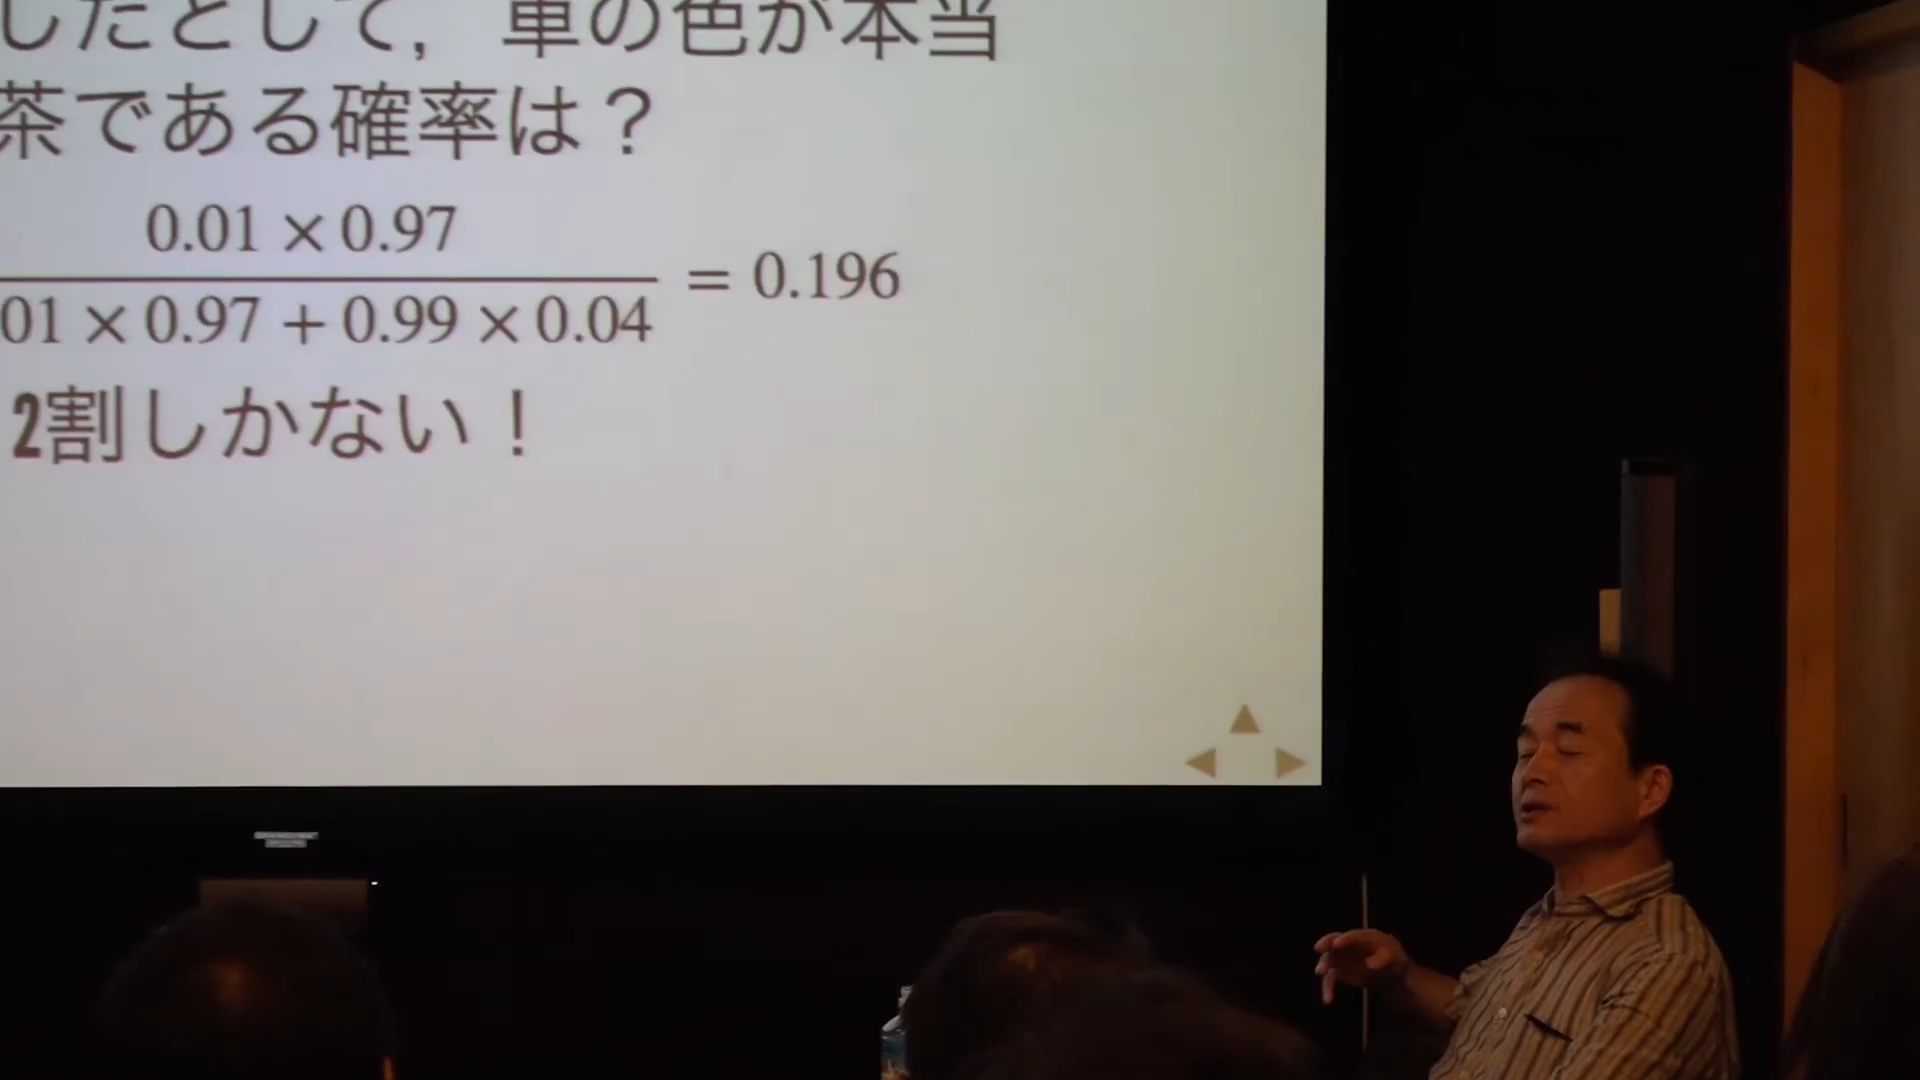 したとして，車の色が本当
茶である確率は？
0.01 × 0.97
01 × 0.97 + 0.99 × 0.04
= 0.196
2割しかない！